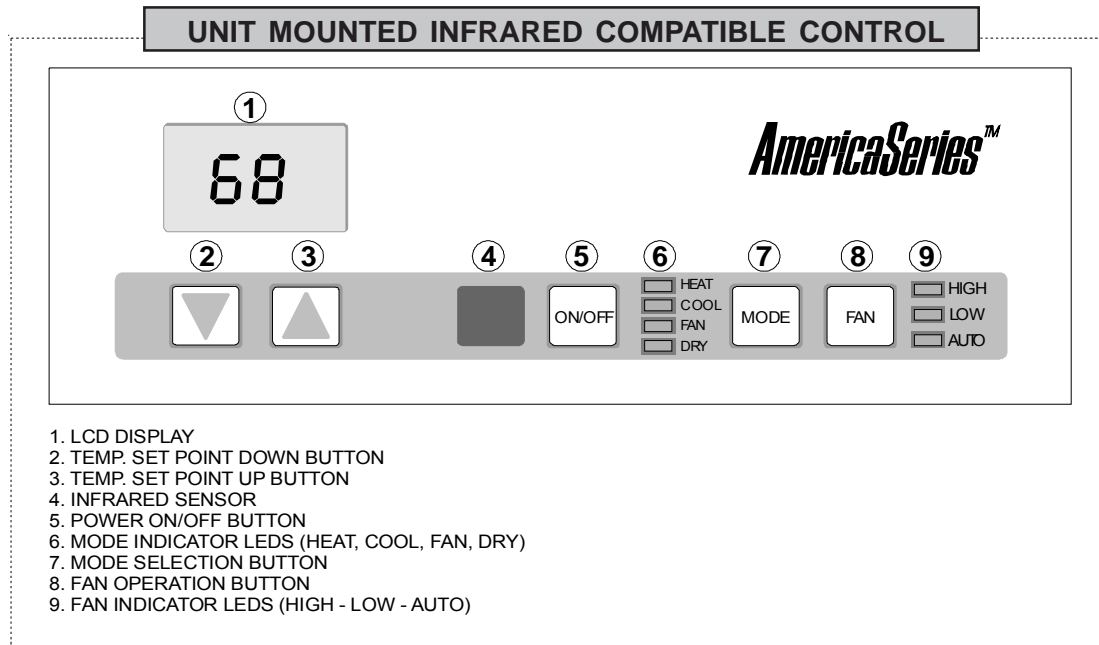 UNIT MOUNTED INFRARED COMPATIBLE CONTROL
1
68
AmericaSeries™
2 3 4 5 6 7 8 9
HEAT
COOL
FAN
DRY
ON/OFF
MODE
FAN
HIGH
LOW
AUTO
1. LCD DISPLAY
2. TEMP. SET POINT DOWN BUTTON
3. TEMP. SET POINT UP BUTTON
4. INFRARED SENSOR
5. POWER ON/OFF BUTTON
6. MODE INDICATOR LEDS (HEAT, COOL, FAN, DRY)
7. MODE SELECTION BUTTON
8. FAN OPERATION BUTTON
9. FAN INDICATOR LEDS (HIGH - LOW - AUTO)